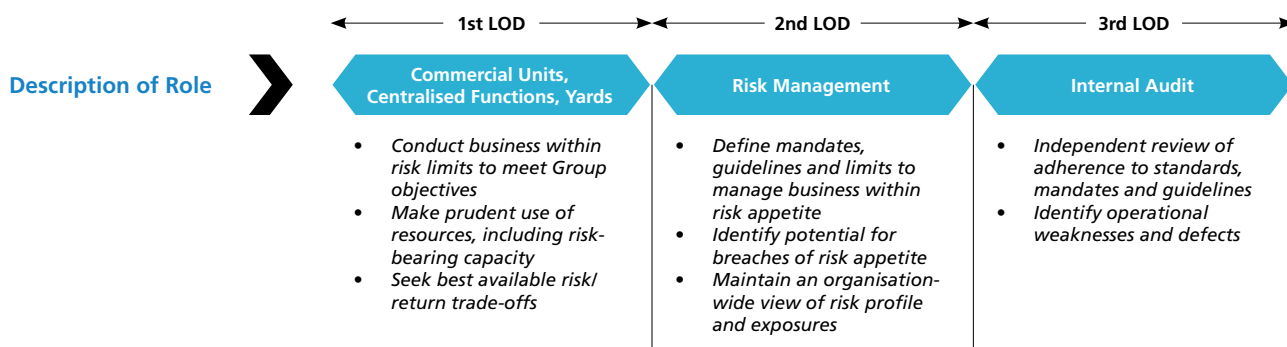 1st LOD
2nd LOD
3rd LOD
Description of Role
Commercial Units,
Centralised Functions, Yards
Risk Management
Internal Audit
• Conduct business within
risk limits to meet Group
objectives
• Make prudent use of
resources, including risk-
bearing capacity
• Seek best available risk/
return trade-offs
• Define mandates,
guidelines and limits to
manage business within
risk appetite
• Identify potential for
breaches of risk appetite
• Maintain an organisation-
wide view of risk profile
and exposures
• Independent review of
adherence to standards,
mandates and guidelines
• Identify operational
weaknesses and defects